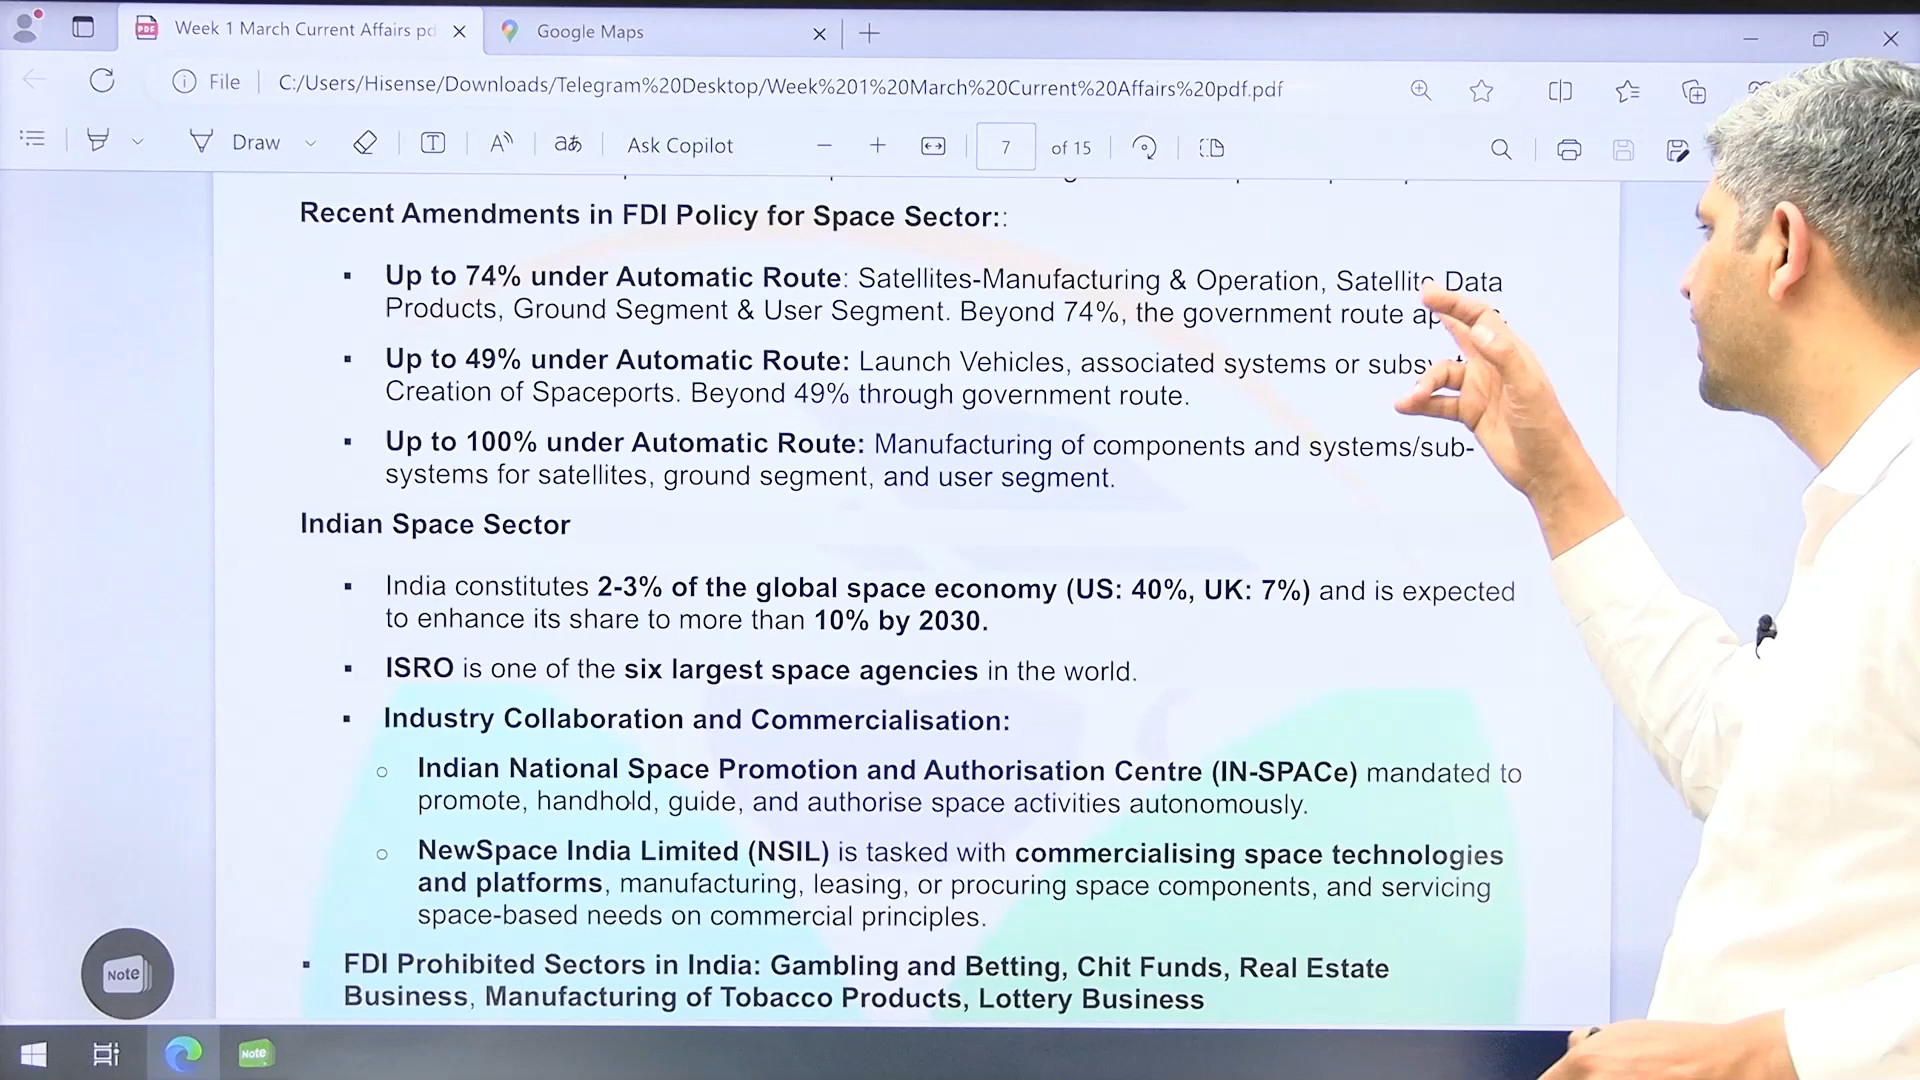 Week 1 March Current Affairs pd
Google Maps
File
C:/Users/Hisense/Downloads/Telegram%20Desktop/Week%201%20March%20Current%20Affairs%20pdf.pdf
Draw
Ask Copilot
7 of 15
Recent Amendments in FDI Policy for Space Sector::
▪ Up to 74% under Automatic Route: Satellites-Manufacturing & Operation, Satellite Data
Products, Ground Segment & User Segment. Beyond 74%, the government route
▪ Up to 49% under Automatic Route: Launch Vehicles, associated systems or
Creation of Spaceports. Beyond 49% through government route.
▪ Up to 100% under Automatic Route: Manufacturing of components and systems/sub-
systems for satellites, ground segment, and user segment.
Indian Space Sector
▪ India constitutes 2-3% of the global space economy (US: 40%, UK: 7%) and is expected
to enhance its share to more than 10% by 2030.
▪ ISRO is one of the six largest space agencies in the world.
▪ Industry Collaboration and Commercialisation:
○ Indian National Space Promotion and Authorisation Centre (IN-SPACe) mandated to
promote, handhold, guide, and authorise space activities autonomously.
○ NewSpace India Limited (NSIL) is tasked with commercialising space technologies
and platforms, manufacturing, leasing, or procuring space components, and servicing
space-based needs on commercial principles.
▪ FDI Prohibited Sectors in India: Gambling and Betting, Chit Funds, Real Estate
Business, Manufacturing of Tobacco Products, Lottery Business
Note
Note